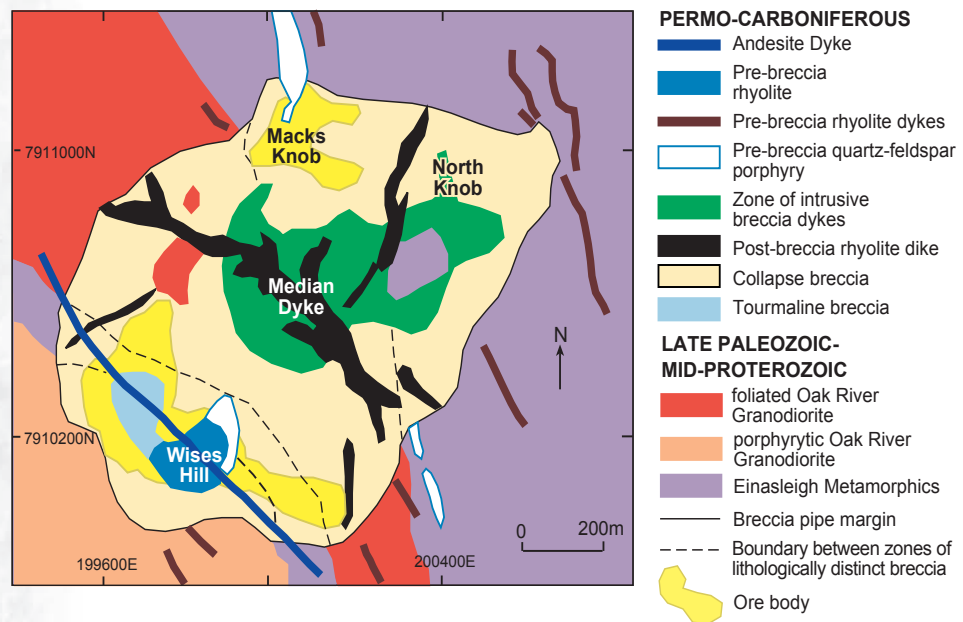 Macks
Knob
North
Knob
Median
Dyke
Wises
Hill
7911000N
7910200N
199600E
200400E
N
0 200m
PERMO-CARBONIFEROUS
Andesite Dyke
Pre-breccia
rhyolite
Pre-breccia rhyolite dykes
Pre-breccia quartz-feldspar
porphyry
Zone of intrusive
breccia dykes
Post-breccia rhyolite dike
Collapse breccia
Tourmaline breccia
LATE PALEOZOIC-
MID-PROTEROZOIC
foliated Oak River
Granodiorite
porphyrytic Oak River
Granodiorite
Einasleigh Metamorphics
Breccia pipe margin
Boundary between zones of
lithologically distinct breccia
Ore body